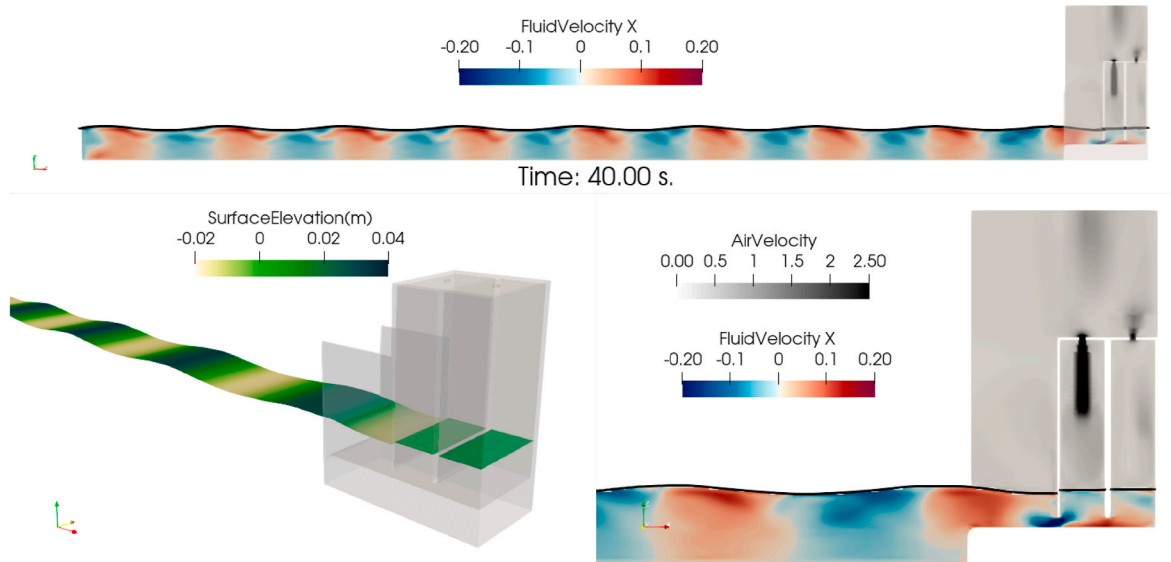 FluidVelocity X
-0.20 -0.1 0 0.1 0.20
Time: 40.00 s.
SurfaceElevation(m)
-0.02 0 0.02 0.04
AirVelocity
0.00 0.5 1 1.5 2 2.50
FluidVelocity X
-0.20 -0.1 0 0.1 0.20